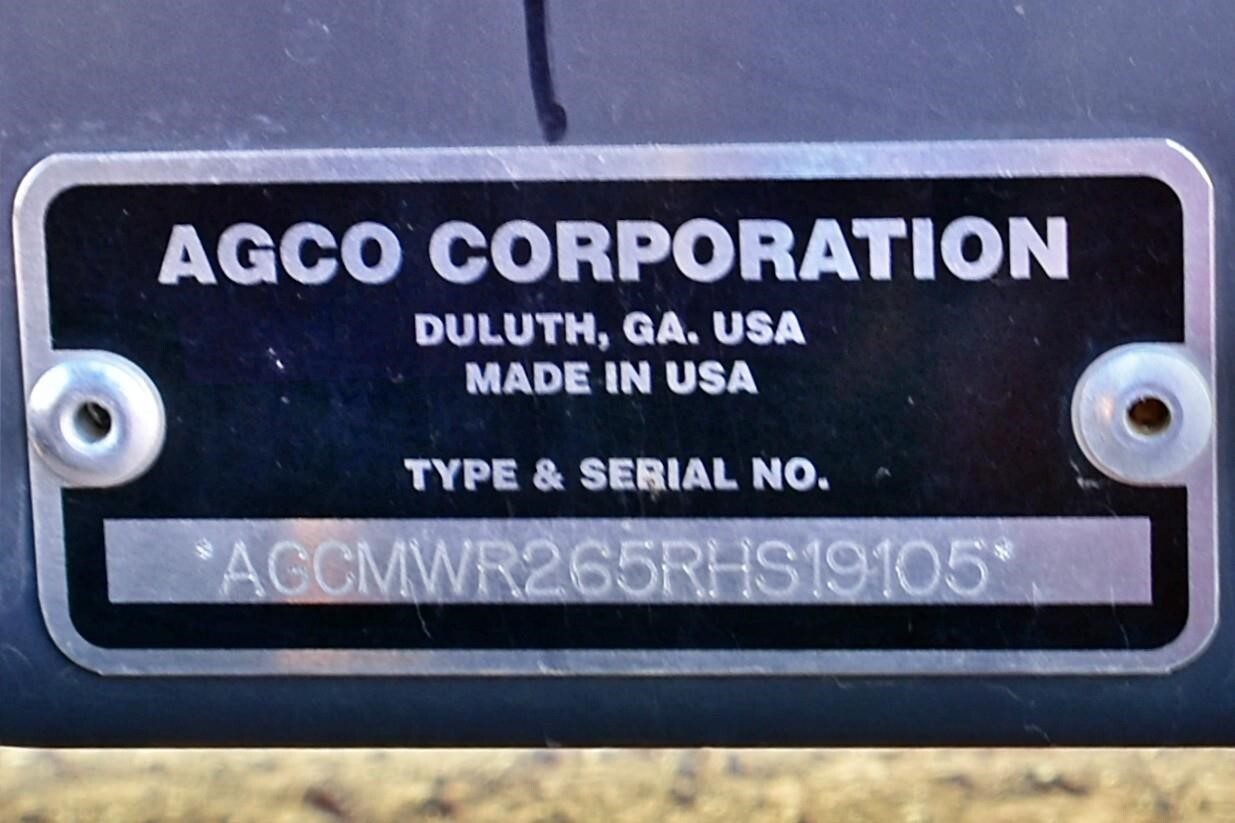 AGCO CORPORATION
DULUTH, GA. USA
MADE IN USA
TYPE & SERIAL NO.
*AGCMWR265RHS19105*